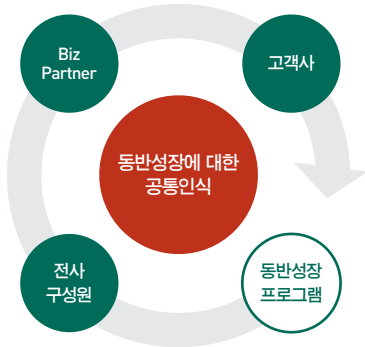 Biz
Partner
고객사
동반성장에 대한
공통인식
전사
구성원
동반성장
프로그램